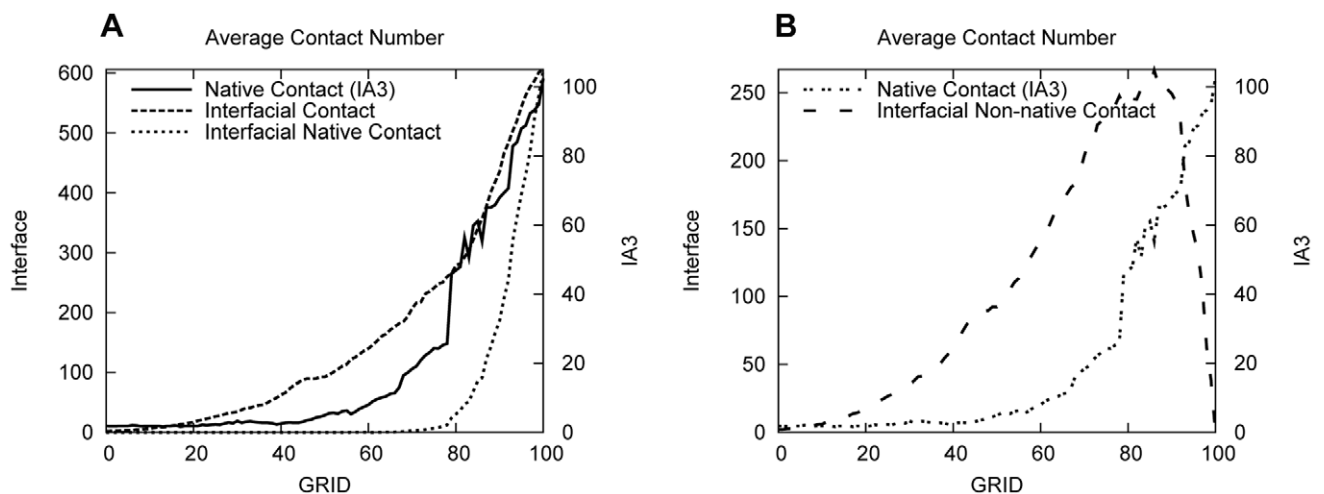 A
Average Contact Number
Native Contact (IA3)
Interfacial Contact
Interfacial Native Contact
600
500
400
300
200
100
0
Interface
100
80
60
40
20
0
IA3
0 20 40 60 80 100
GRID
B
Average Contact Number
Native Contact (IA3)
Interfacial Non-native Contact
250
200
150
100
50
0
Interface
100
80
60
40
20
0
IA3
0 20 40 60 80 100
GRID